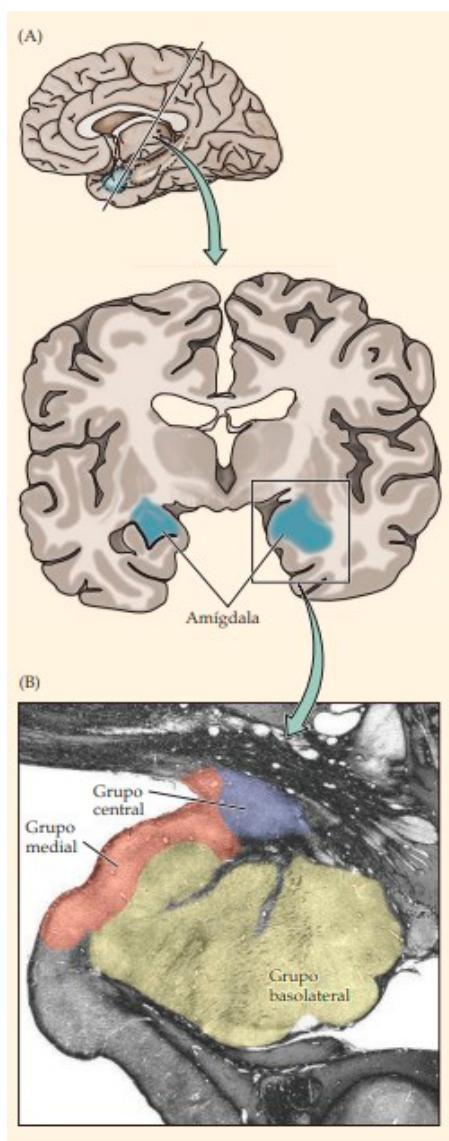 (A)
Amígdala
(B)
Grupo
central
Grupo
medial
Grupo
basolateral